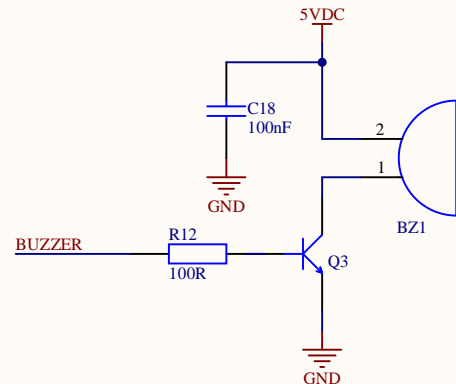 5VDC
C18
100nF
2
1
GND
BZ1
R12
BUZZER
100R
Q3
GND